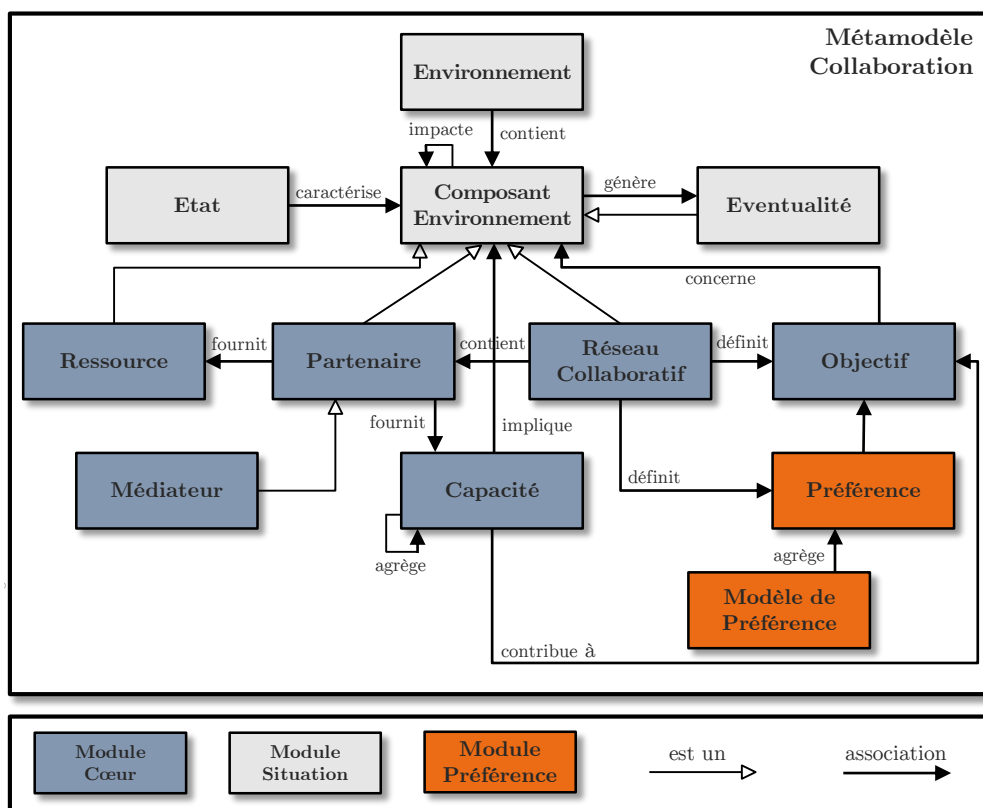 Métamodèle
Collaboration
Environnement
impacte
contient
Etat
caractérise
Composant
Environnement
génère
Eventualité
concerne
Ressource
fournit
Partenaire
contient
Réseau
Collaboratif
définit
Objectif
fournit
implique
Médiateur
Capacité
définit
Préférence
agrège
agrège
Modèle de
Préférence
contribue à
Module
Cœur
Module
Situation
Module
Préférence
est un
association